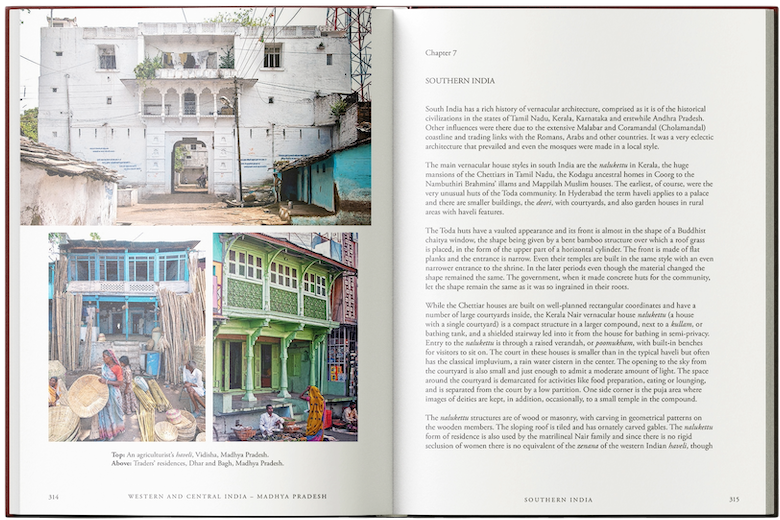 Top: An agriculturist's haveli, Vidisha, Madhya Pradesh.
Above: Traders' residences, Dhar and Bagh, Madhya Pradesh.
314
WESTERN AND CENTRAL INDIA – MADHYA PRADESH
Chapter 7
SOUTHERN INDIA
South India has a rich history of vernacular architecture, comprised as it is of the historical
civilizations in the states of Tamil Nadu, Kerala, Karnataka and erstwhile Andhra Pradesh.
Other influences were there due to the extensive Malabar and Coramandal (Cholamandal)
coastline and trading links with the Romans, Arabs and other countries. It was a very eclectic
architecture that prevailed and even the mosques were made in a local style.
The main vernacular house styles in south India are the nalukettu in Kerala, the huge
mansions of the Chettiars in Tamil Nadu, the Kodagu ancestral homes in Coorg to the
Nambuthiri Brahmins' illams and Mappilah Muslim houses. The earliest, of course, were the
very unusual huts of the Toda community. In Hyderabad the term haveli applies to a palace
and there are smaller buildings, the deori, with courtyards, and also garden houses in rural
areas with haveli features.
The Toda huts have a vaulted appearance and its front is almost in the shape of a Buddhist
chaitya window, the shape being given by a bent bamboo structure over which a roof grass
is placed, in the form of the upper part of a horizontal cylinder. The front is made of flat
planks and the entrance is narrow. Even their temples are built in the same style with an even
narrower entrance to the shrine. In the later periods even though the material changed the
shape remained the same. The government, when it made concrete huts for the community,
let the shape remain the same as it was so ingrained in their roots.
While the Chettiar houses are built on well-planned rectangular coordinates and have a
number of large courtyards inside, the Kerala Nair vernacular house nalukettu (a house
with a single courtyard) is a compact structure in a larger compound, next to a kullam, or
bathing tank, and a shielded stairway led into it from the house for bathing in semi-privacy.
Entry to the nalukettu is through a raised verandah, or poomukham, with built-in benches
for visitors to sit on. The court in these houses is smaller than in the typical haveli but often
has the classical impluvium, a rain water cistern in the center. The opening to the sky from
the courtyard is also small and just enough to admit a moderate amount of light. The space
around the courtyard is demarcated for activities like food preparation, eating or lounging,
and is separated from the court by a low partition. One side corner is the puja area where
images of deities are kept, in addition, occasionally, to a small temple in the compound.
The nalukettu structures are of wood or masonry, with carving in geometrical patterns on
the wooden members. The sloping roof is tiled and has ornately carved gables. The nalukettu
form of residence is also used by the matrilineal Nair family and since there is no rigid
seclusion of women there is no equivalent of the zenana of the western Indian haveli, though
SOUTHERN INDIA
315